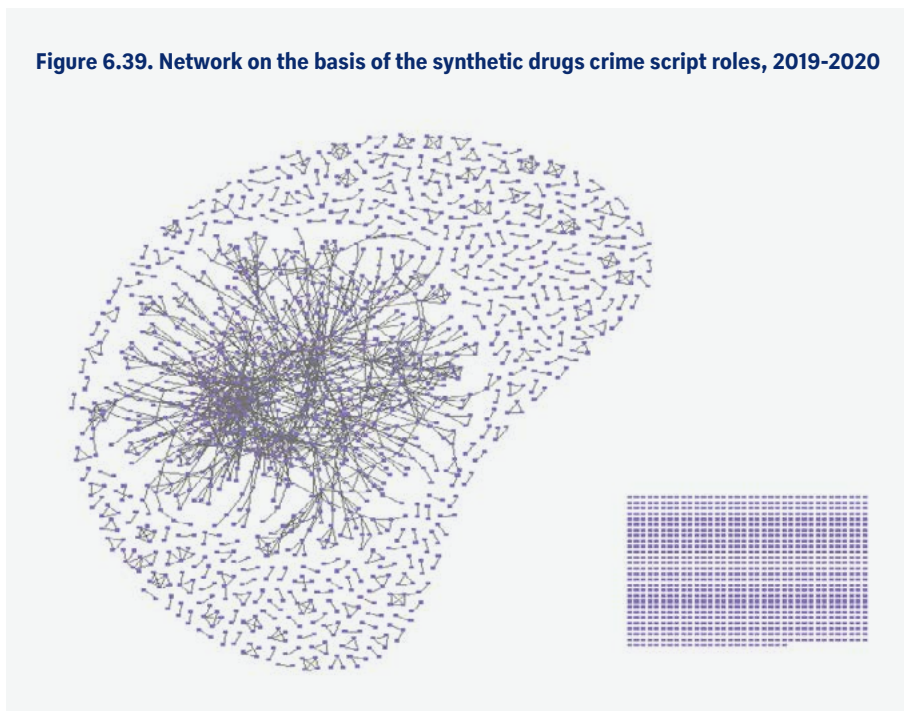 Figure 6.39. Network on the basis of the synthetic drugs crime script roles, 2019-2020